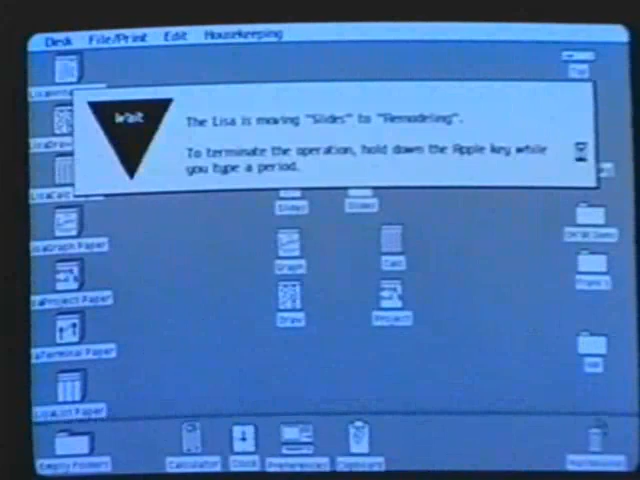 Desk File/Print Edit Housekeeping
Wait
The Lisa is moving "Slides" to "Remodeling".
To terminate the operation, hold down the Apple key while
you type a period.
Slides Slides
LisaGraph Paper
Graph Calc
LisaProject Paper
Draw Project
LisaTerminal Paper
LisaList Paper
Empty Folders Calculator Clock Preferences Clipboard Wastebasket